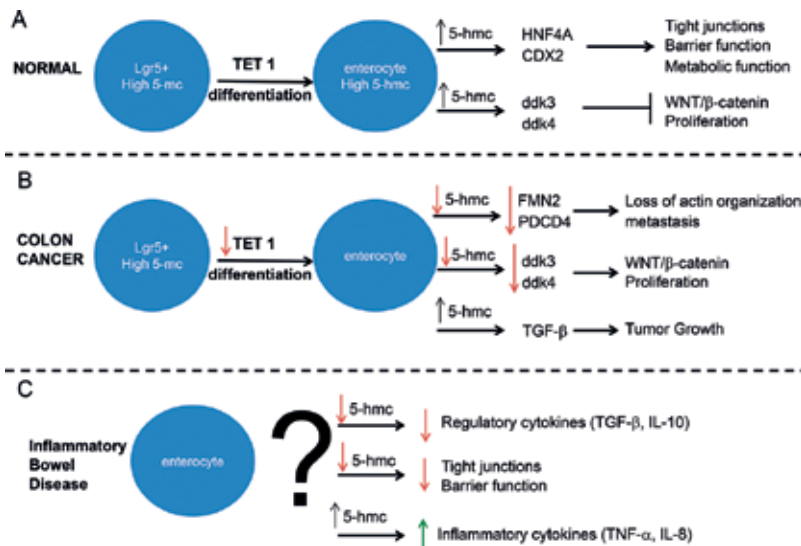 A
NORMAL
Lgr5+
High 5-mc
TET 1
differentiation
enterocyte
High 5-hmc
5-hmc
HNF4A
CDX2
Tight junctions
Barrier function
Metabolic function
5-hmc
ddk3
ddk4
WNT/β-catenin
Proliferation
B
COLON
CANCER
Lgr5+
High 5-mc
TET 1
differentiation
enterocyte
5-hmc
FMN2
PDCD4
Loss of actin organization
metastasis
5-hmc
ddk3
ddk4
WNT/β-catenin
Proliferation
5-hmc
TGF-β
Tumor Growth
C
Inflammatory
Bowel
Disease
enterocyte
?
5-hmc
Regulatory cytokines (TGF-β, IL-10)
5-hmc
Tight junctions
Barrier function
5-hmc
Inflammatory cytokines (TNF-α, IL-8)